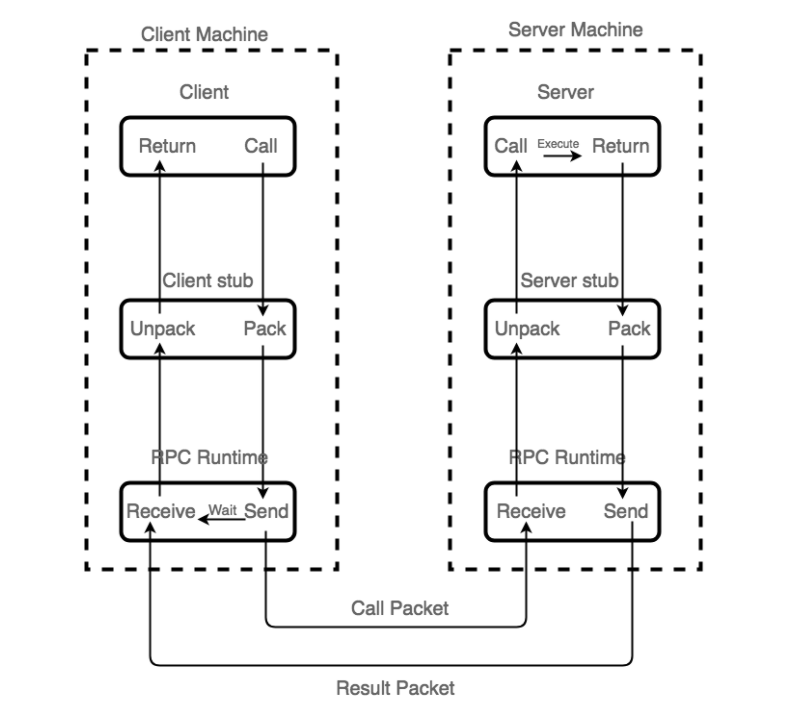 Client Machine
Server Machine
Client
Server
Return Call
Call Execute Return
Client stub
Server stub
Unpack Pack
Unpack Pack
RPC Runtime
RPC Runtime
Receive Wait Send
Receive Send
Call Packet
Result Packet